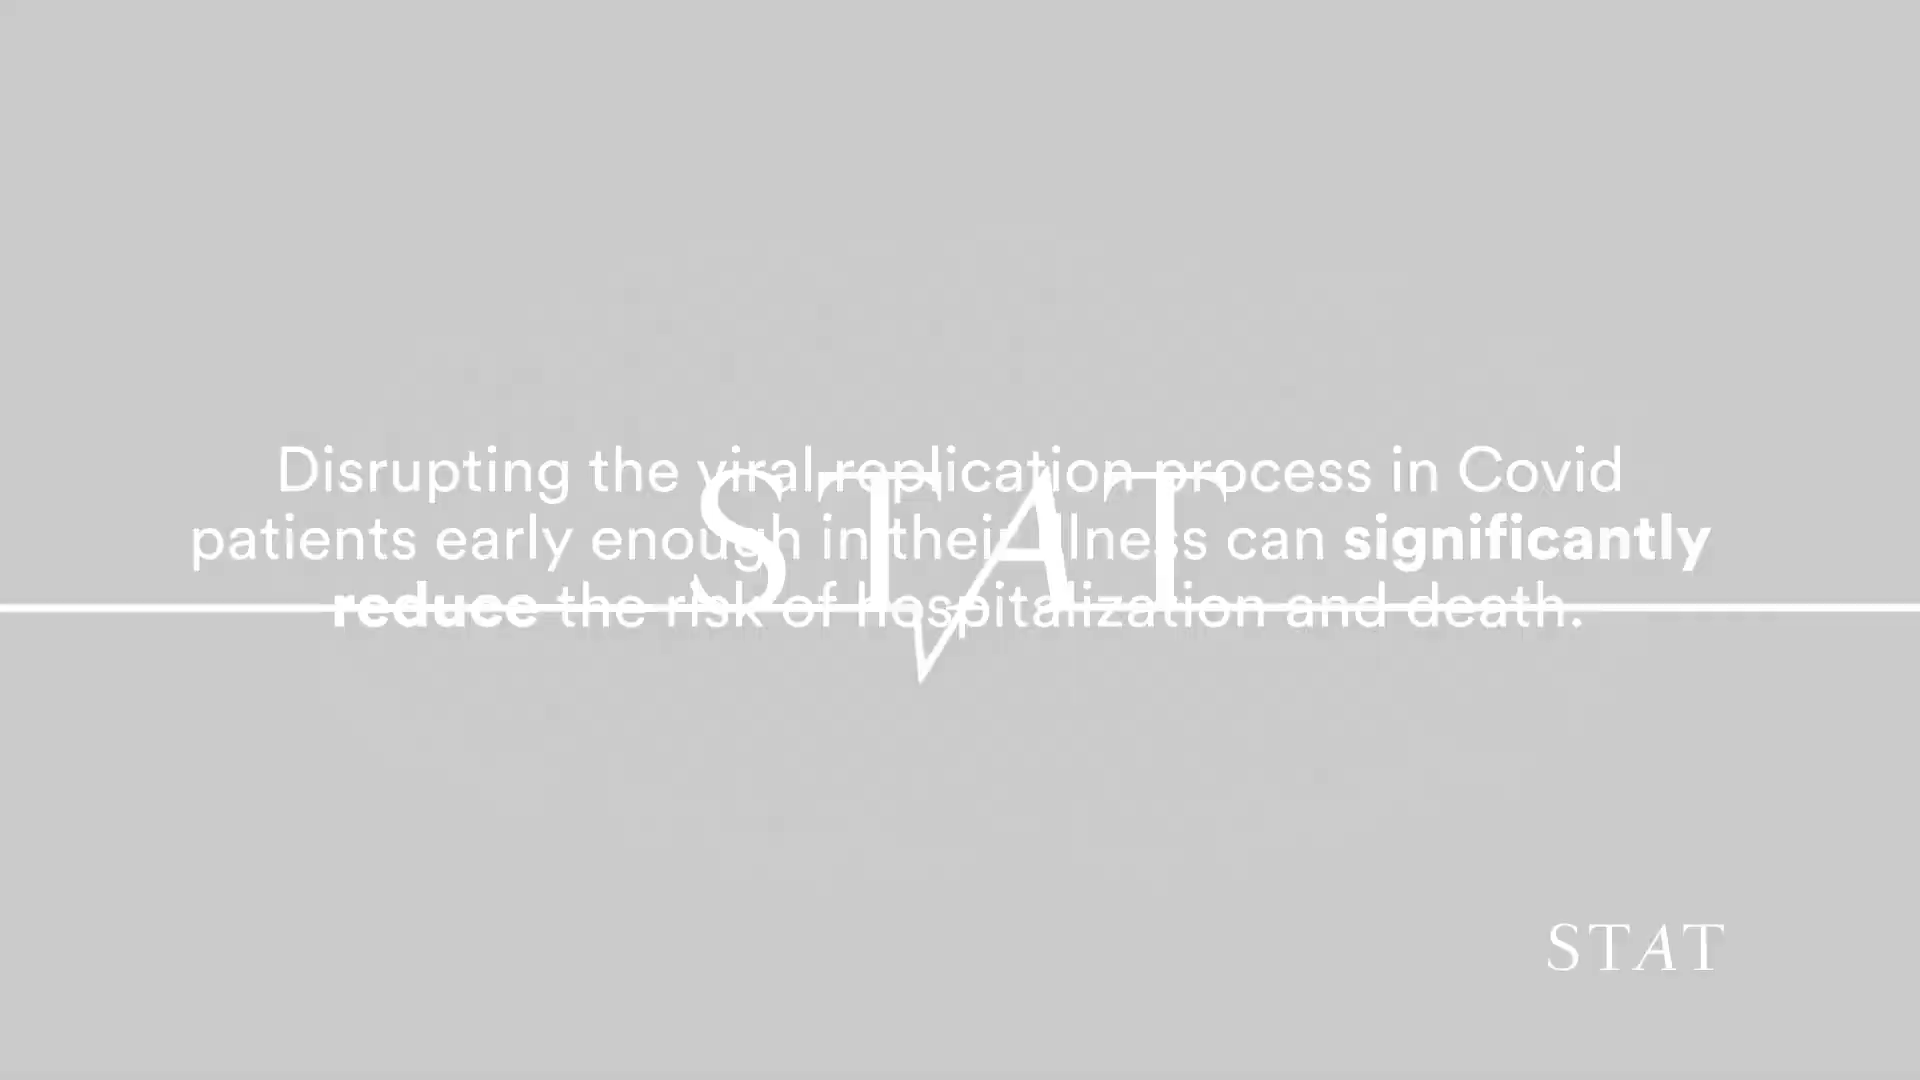 Disrupting the viral replication process in Covid
patients early enough in their illness can significantly
reduce the risk of hospitalization and death.
STAT
STAT